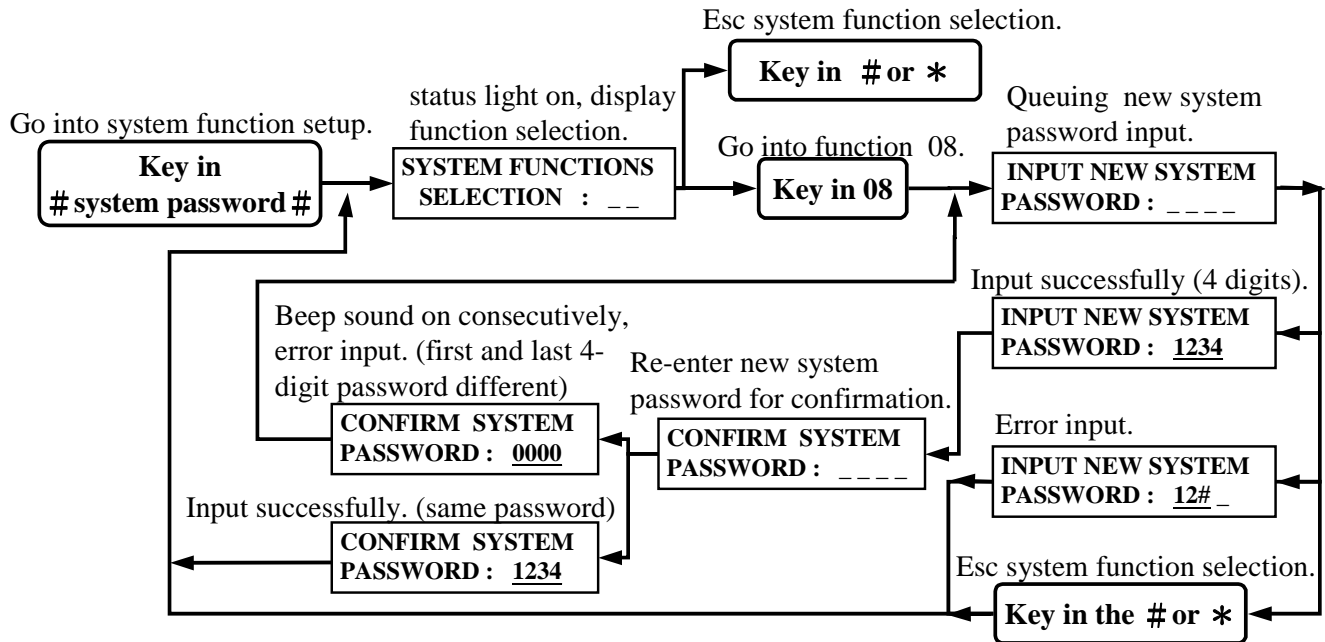 Esc system function selection.
Key in # or *
status light on, display
function selection.
Go into system function setup.
Key in
# system password #
SYSTEM FUNCTIONS
SELECTION : _ _
Go into function 08.
Key in 08
Queuing new system
password input.
INPUT NEW SYSTEM
PASSWORD : _ _ _ _
Input successfully (4 digits).
INPUT NEW SYSTEM
PASSWORD : 1234
Beep sound on consecutively,
error input. (first and last 4-
digit password different)
CONFIRM SYSTEM
PASSWORD : 0000
Re-enter new system
password for confirmation.
CONFIRM SYSTEM
PASSWORD : _ _ _ _
Error input.
INPUT NEW SYSTEM
PASSWORD : 12# _
Input successfully. (same password)
CONFIRM SYSTEM
PASSWORD : 1234
Esc system function selection.
Key in the # or *